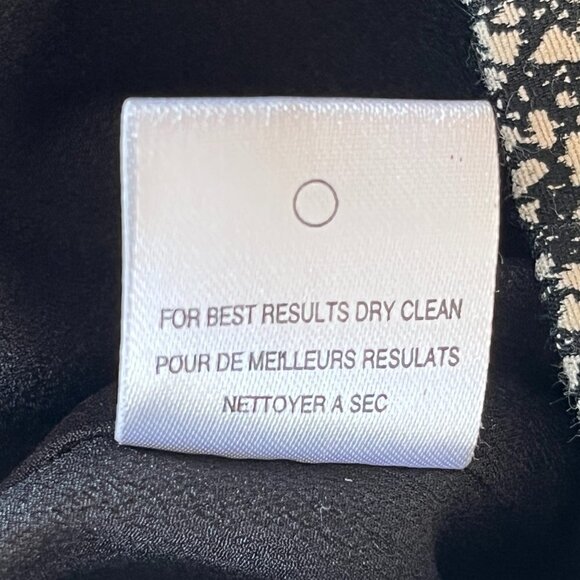 FOR BEST RESULTS DRY CLEAN
POUR DE MEILLEURS RESULATS
NETTOYER A SEC